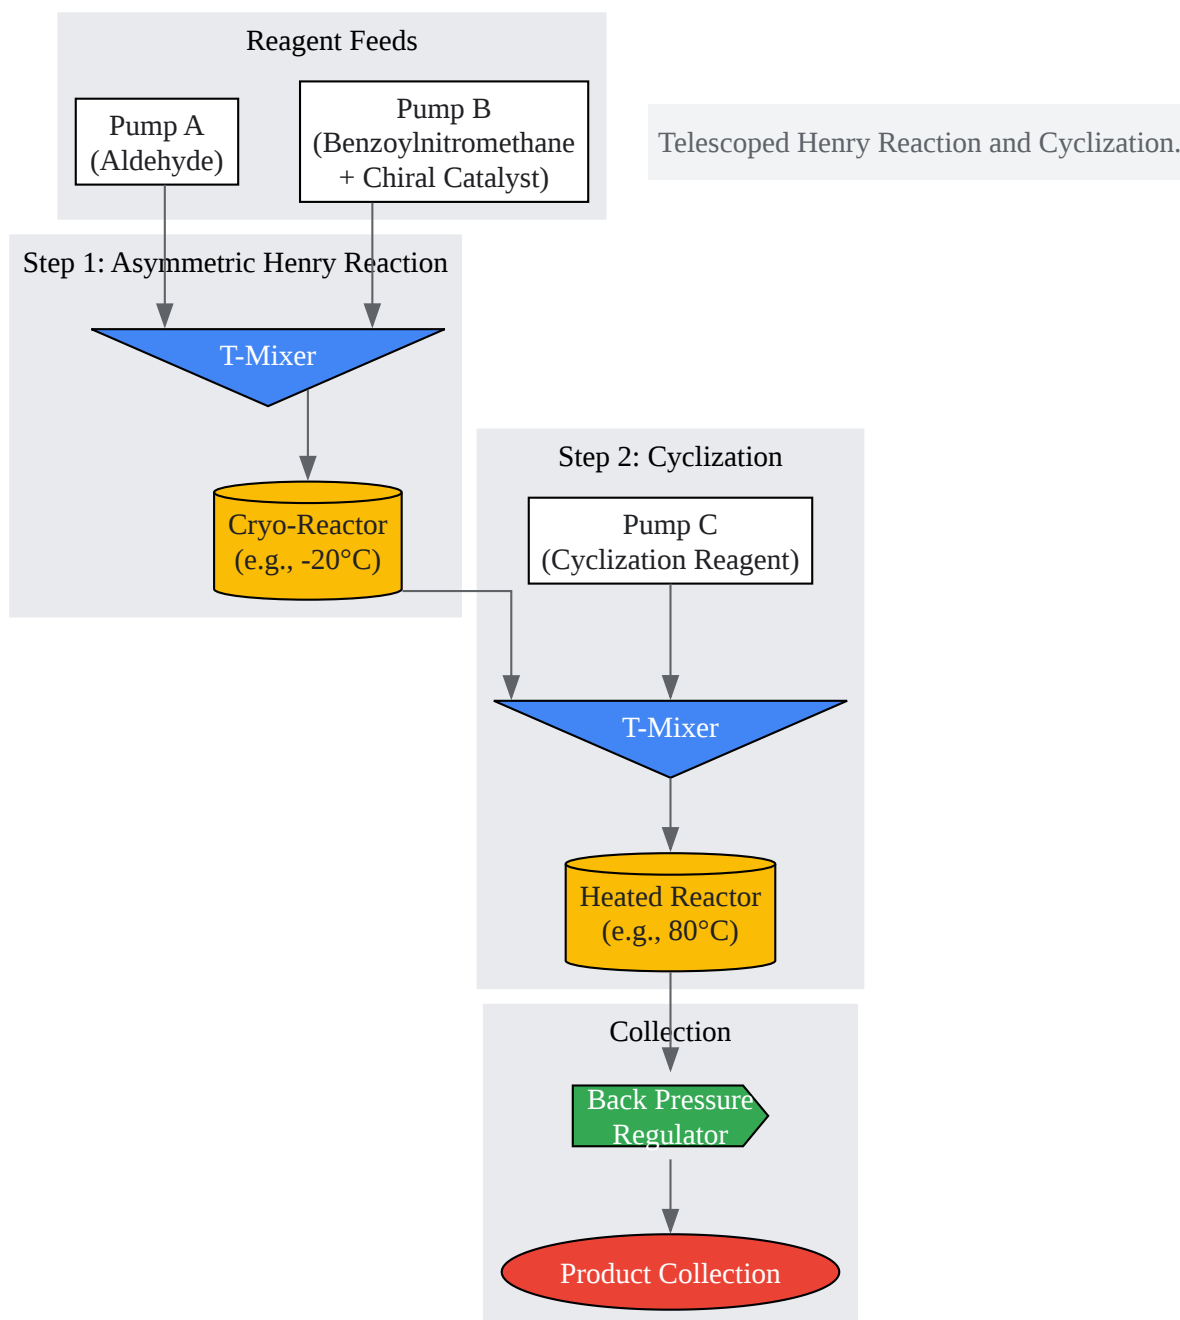 Reagent Feeds
Pump A
(Aldehyde)
Pump B
(Benzoylnitromethane
+ Chiral Catalyst)
Telescoped Henry Reaction and Cyclization.
Step 1: Asymmetric Henry Reaction
T-Mixer
Cryo-Reactor
(e.g., -20°C)
Step 2: Cyclization
Pump C
(Cyclization Reagent)
T-Mixer
Heated Reactor
(e.g., 80°C)
Collection
Back Pressure
Regulator
Product Collection